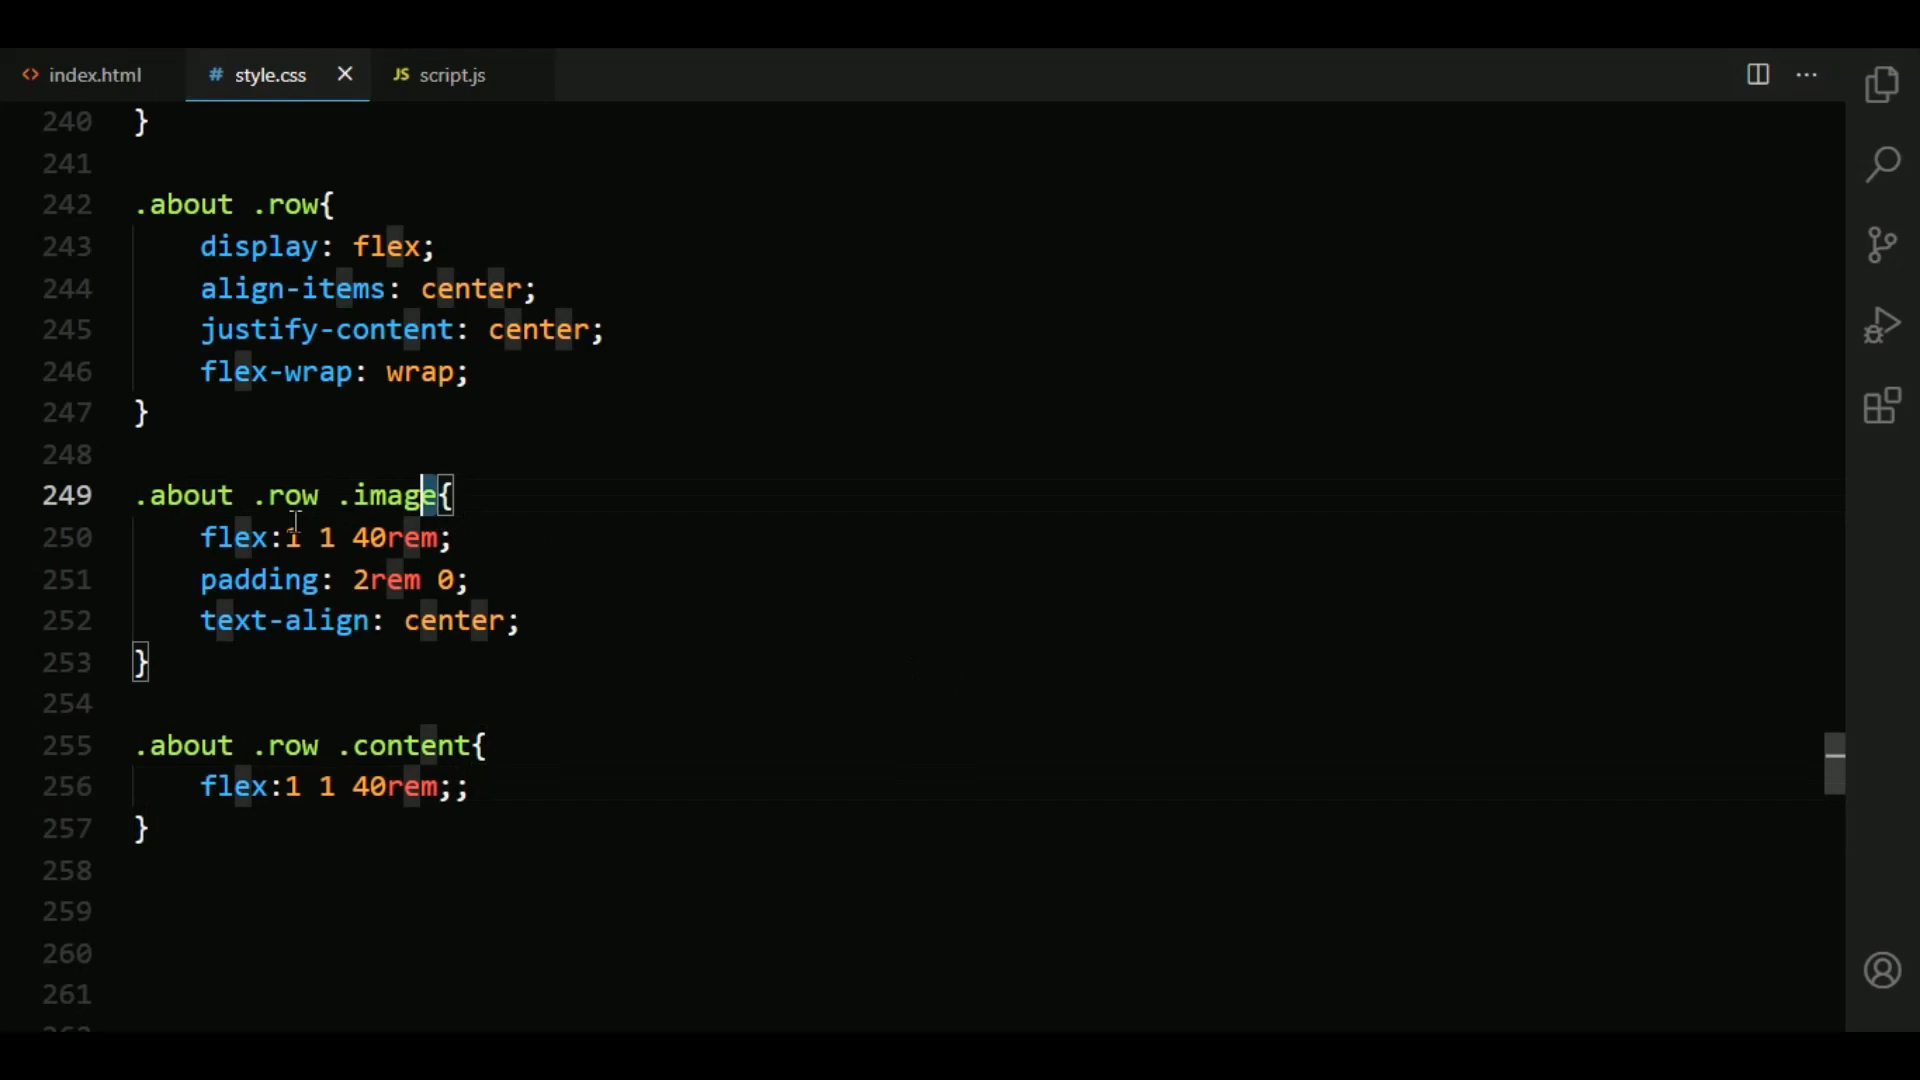 index.html style.css script.js
240 }
241
242 .about .row{
243 display: flex;
244 align-items: center;
245 justify-content: center;
246 flex-wrap: wrap;
247 }
248
249 .about .row .image{
250 flex:1 1 40rem;
251 padding: 2rem 0;
252 text-align: center;
253 }
254
255 .about .row .content{
256 flex:1 1 40rem;;
257 }
258
259
260
261